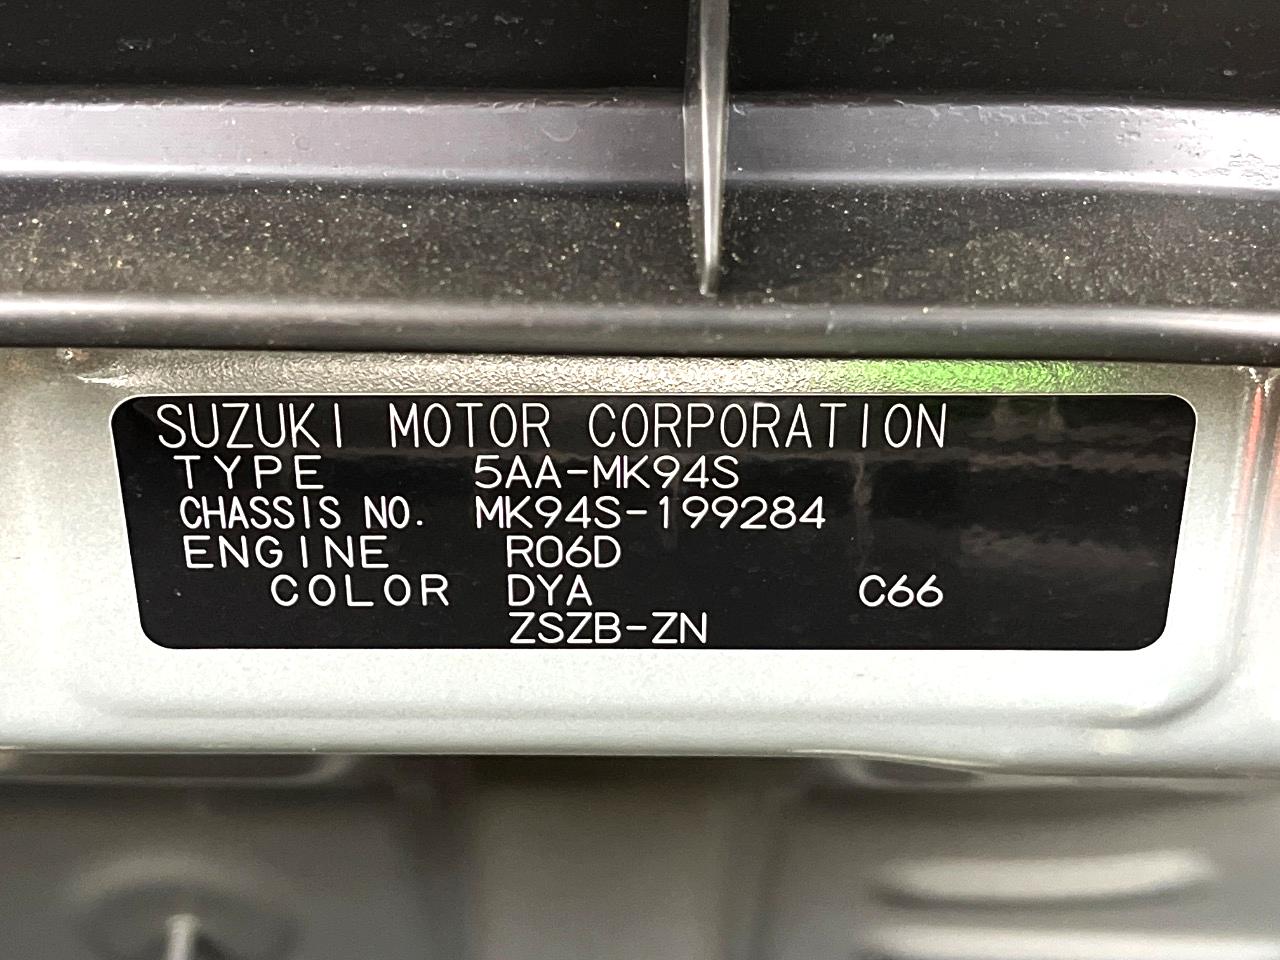 SUZUKI MOTOR CORPORATION
TYPE 5AA-MK94S
CHASSIS NO. MK94S-199284
ENGINE R06D
COLOR DYA C66
ZSZB-ZN